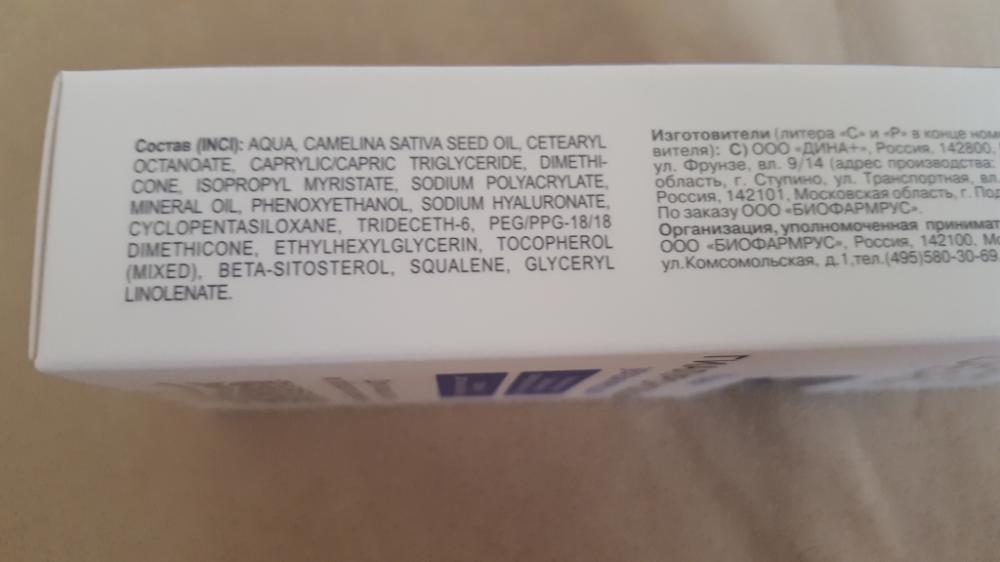 Состав (INCI): AQUA, CAMELINA SATIVA SEED OIL, CETEARYL
OCTANOATE, CAPRYLIC/CAPRIC TRIGLYCERIDE, DIMETHI-
CONE, ISOPROPYL MYRISTATE, SODIUM POLYACRYLATE,
MINERAL OIL, PHENOXYETHANOL, SODIUM HYALURONATE,
CYCLOPENTASILOXANE, TRIDECETH-6, PEG/PPG-18/18
DIMETHICONE, ETHYLHEXYLGLYCERIN, TOCOPHEROL
(MIXED), BETA-SITOSTEROL, SQUALENE, GLYCERYL
LINOLENATE.
Изготовители (литера «С» и «Р» в конце ном
вителя): С) ООО «ДИНА+», Россия, 142800,
ул. Фрунзе, вл. 9/14 (адрес производства:
область, г. Ступино, ул. Транспортная, вл.
Россия, 142101, Московская область, г. Под
По заказу ООО «БИОФАРМРУС».
Организация, уполномоченная принимат
ООО «БИОФАРМРУС», Россия, 142100, Мо
ул.Комсомольская, д.1,тел.(495)580-30-69